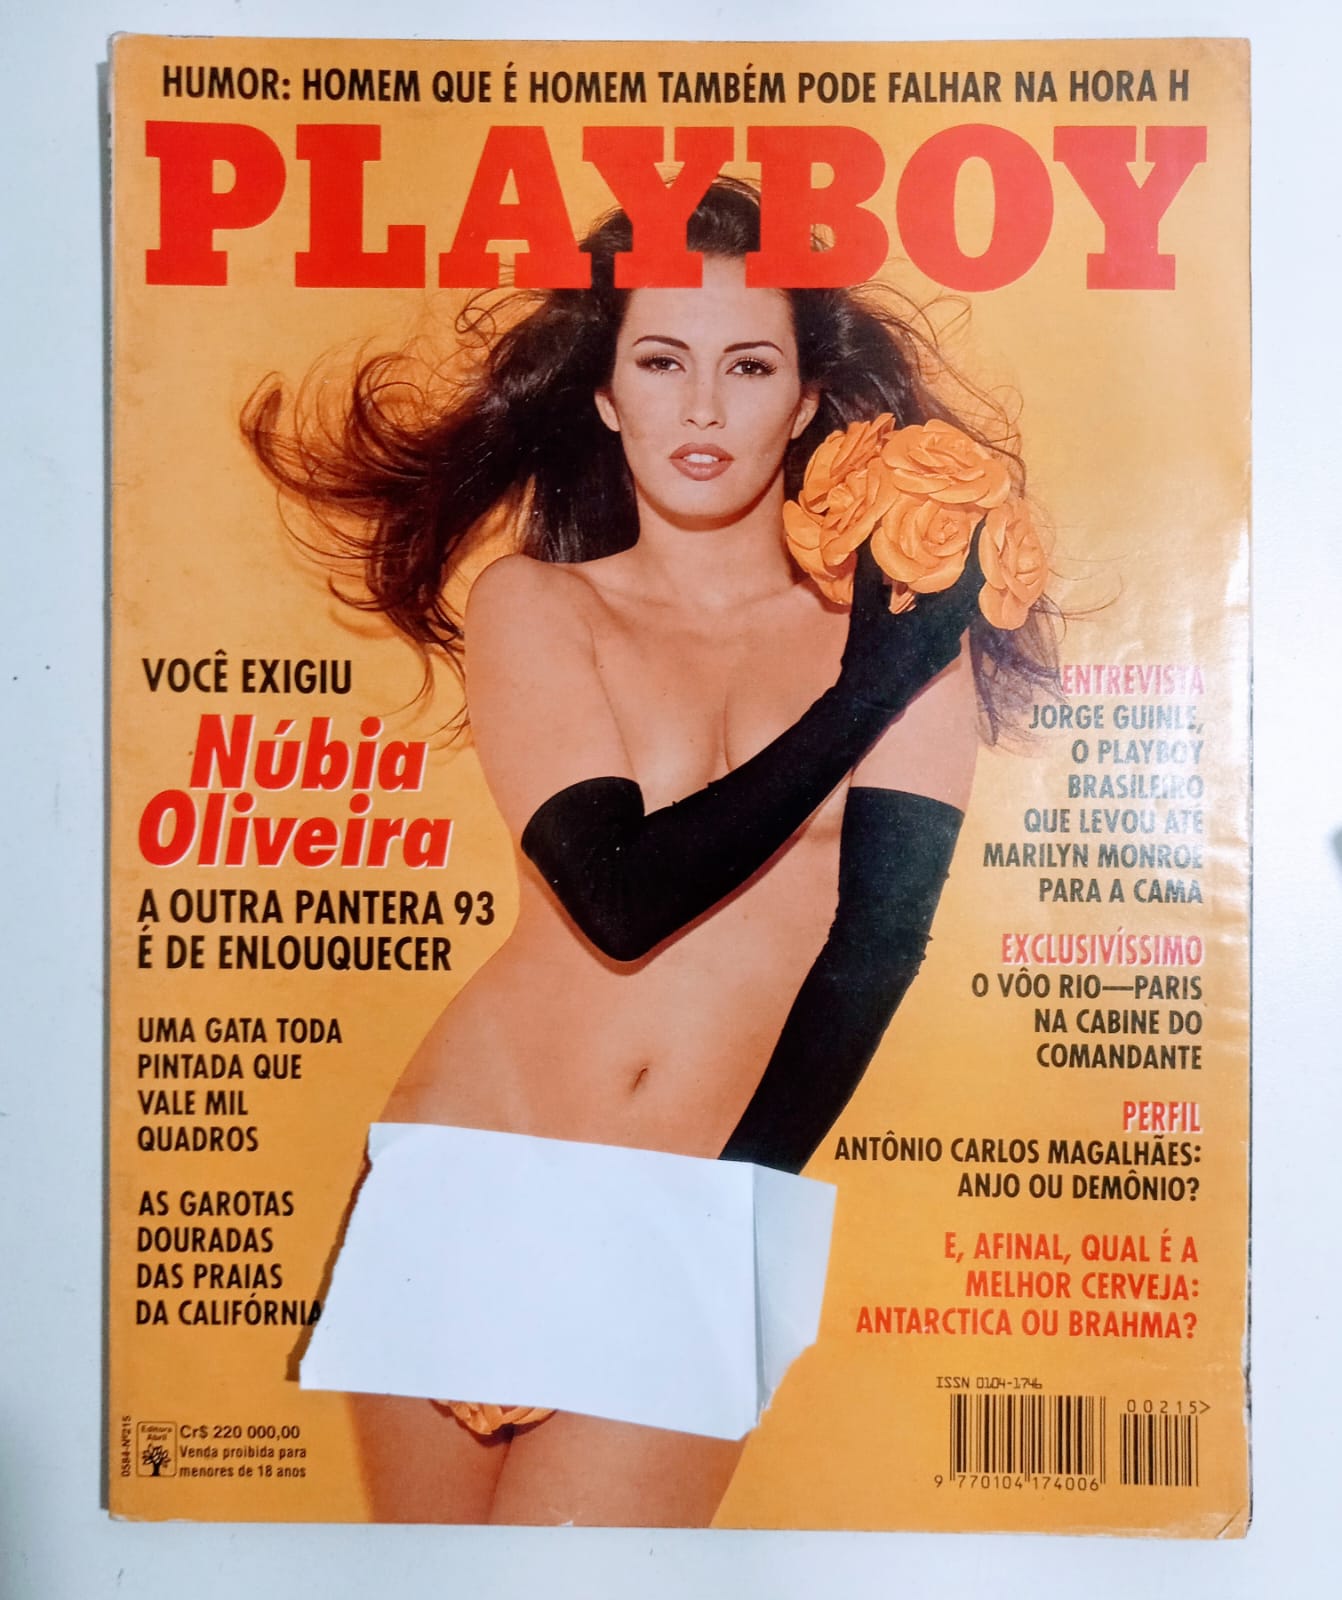 HUMOR: HOMEM QUE É HOMEM TAMBÉM PODE FALHAR NA HORA H
PLAYBOY
VOCÊ EXIGIU
Núbia
Oliveira
A OUTRA PANTERA 93
É DE ENLOUQUECER
UMA GATA TODA
PINTADA QUE
VALE MIL
QUADROS
AS GAROTAS
DOURADAS
DAS PRAIAS
DA CALIFÓRNIA
ENTREVISTA
JORGE GUINLE,
O PLAYBOY
BRASILEIRO
QUE LEVOU ATÉ
MARILYN MONROE
PARA A CAMA
EXCLUSIVÍSSIMO
O VÔO RIO—PARIS
NA CABINE DO
COMANDANTE
PERFIL
ANTÔNIO CARLOS MAGALHÃES:
ANJO OU DEMÔNIO?
E, AFINAL, QUAL É A
MELHOR CERVEJA:
ANTARCTICA OU BRAHMA?
0584-Nº215
Editora
Abril
Cr$ 220 000,00
Venda proibida para
menores de 18 anos
ISSN 0104-1746
00215>
9 770104 174006